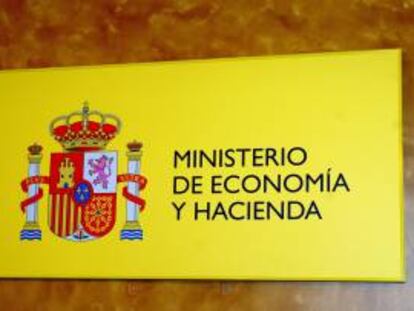 MINISTERIO
DE ECONOMÍA
Y HACIENDA